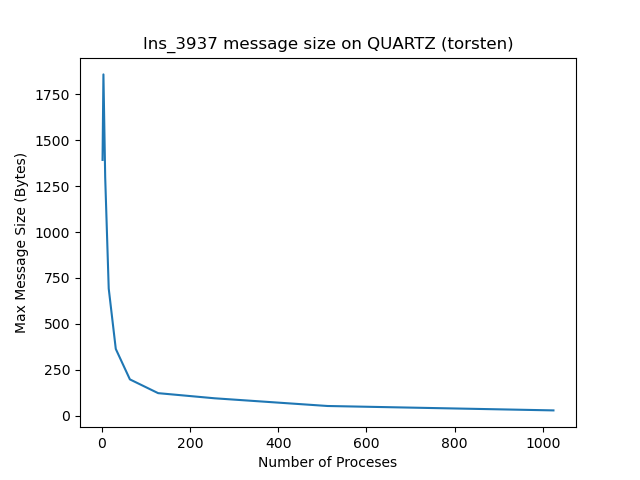 lns_3937 message size on QUARTZ (torsten)
Max Message Size (Bytes)
1750
1500
1250
1000
750
500
250
0
0 200 400 600 800 1000
Number of Proceses